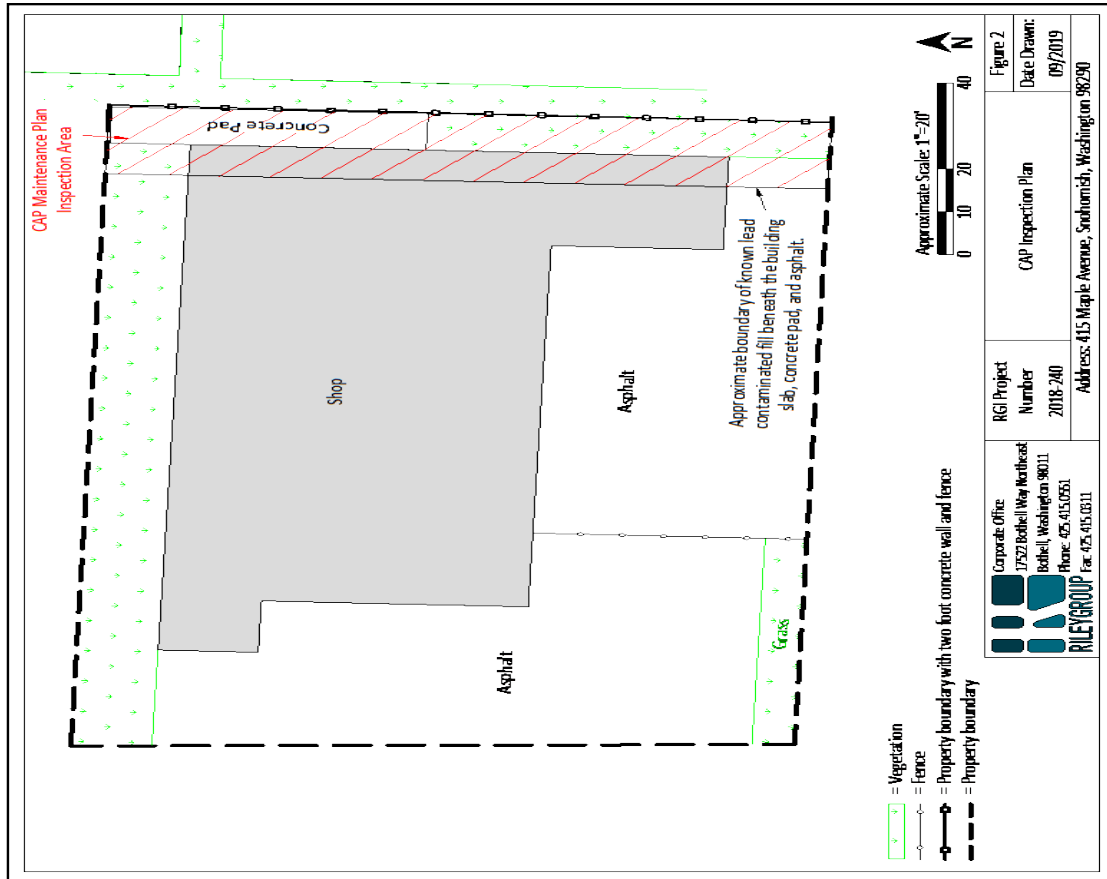 CAP Maintenance Plan
Inspection Area
Concrete Pad
Shop
Approximate boundary of known lead
contaminated fill beneath the building
slab, concrete pad, and asphalt.
Asphalt
Asphalt
Grass
= Vegetation
= Fence
= Property boundary with two foot concrete wall and fence
= Property boundary
Approximate Scale: 1"=20'
0 10 20 40
N
RILEYGROUP
Corporate Office
17522 Bothell Way Northeast
Bothell, Washington 98011
Phone: 425.415.0551
Fax: 425.415.0311
RGI Project
Number
2018-240
CAP Inspection Plan
Figure 2
Date Drawn:
09/2019
Address: 415 Maple Avenue, Snohomish, Washington 98290